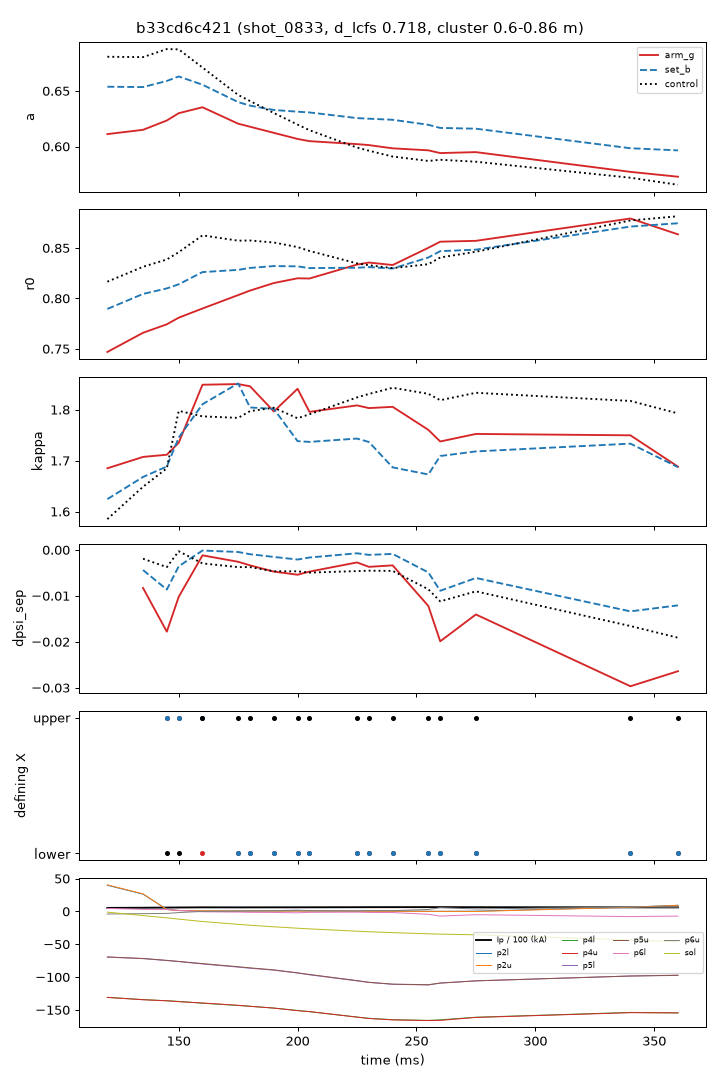 b33cd6c421 (shot_0833, d_lcfs 0.718, cluster 0.6-0.86 m)
arm_g
set_b
control
0.65
0.60
a
0.85
0.80
0.75
r0
1.8
1.7
1.6
kappa
0.00
−0.01
−0.02
−0.03
dpsi_sep
upper
lower
defining X
50
0
−50
−100
−150
Ip / 100 (kA)
p2l
p2u
p4l
p4u
p5l
p5u
p6l
p6u
sol
150
200
250
300
350
time (ms)